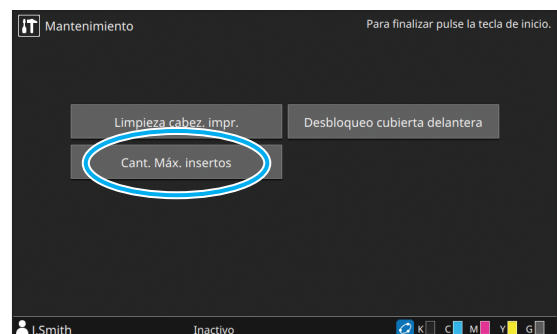 Mantenimiento
Para finalizar pulse la tecla de inicio.
Limpieza cabez. impr.
Desbloqueo cubierta delantera
Cant. Máx. insertos
J.Smith
Inactivo
K C M Y G